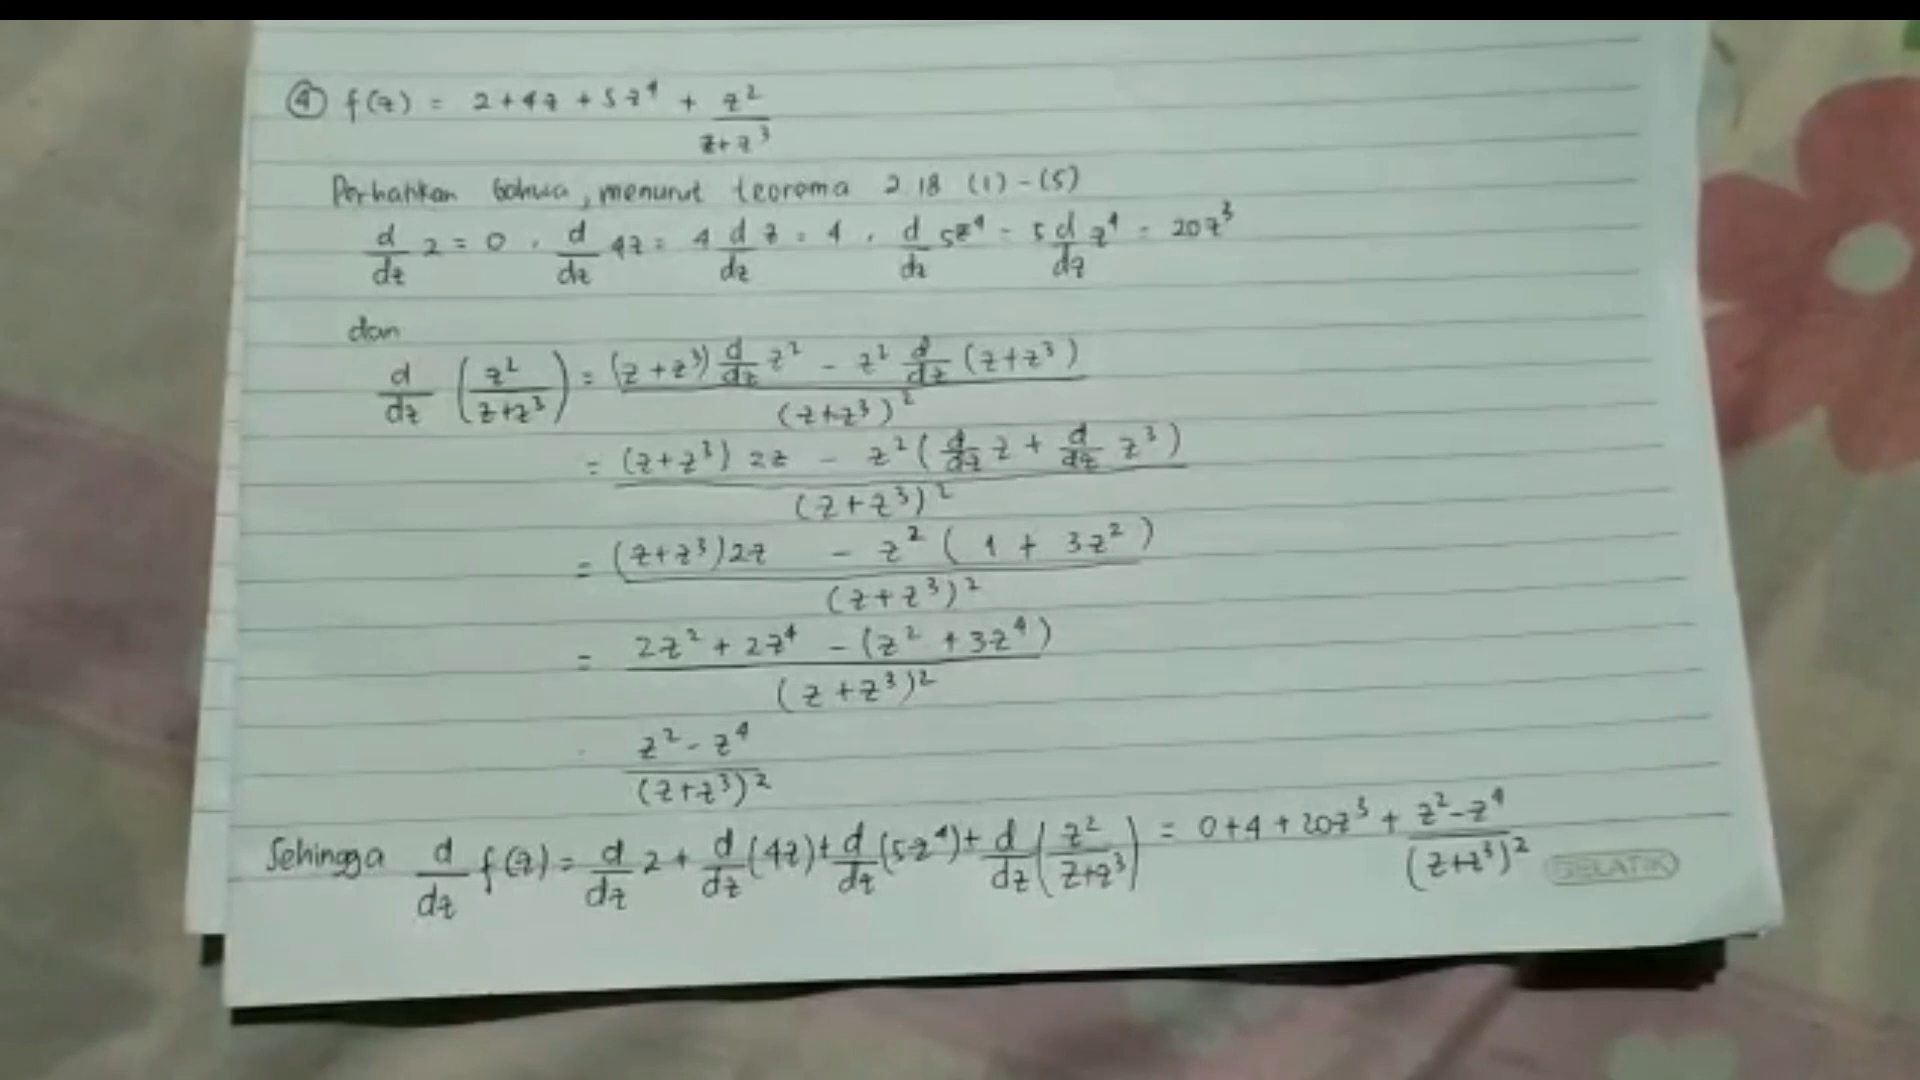 ④ f(z) = 2 + 4z + 5z⁴ + z²/(z+z³)
Perhatikan bahwa, menurut teorema 2.18 (1) - (5)
d/dz 2 = 0 , d/dz 4z = 4 d/dz z = 4 , d/dz 5z⁴ = 5 d/dz z⁴ = 20z³
dan
d/dz (z²/(z+z³)) = ((z+z³) d/dz z² - z² d/dz (z+z³))/(z+z³)²
= ((z+z³) 2z - z² (d/dz z + d/dz z³))/(z+z³)²
= ((z+z³)2z - z² (1 + 3z²))/(z+z³)²
= (2z² + 2z⁴ - (z² + 3z⁴))/(z+z³)²
(z² - z⁴)/(z+z³)²
Sehingga d/dz f(z) = d/dz 2 + d/dz (4z) + d/dz (5z⁴) + d/dz (z²/(z+z³)) = 0 + 4 + 20z³ + (z² - z⁴)/(z+z³)²
GELATIK